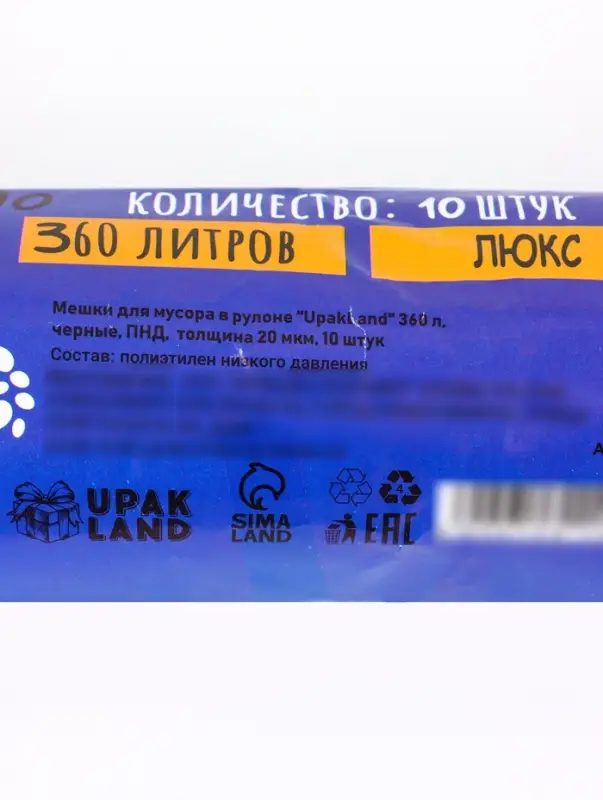 КОЛИЧЕСТВО: 10 ШТУК
360 ЛИТРОВ
ЛЮКС
Мешки для мусора в рулоне "UpakLand" 360 л,
черные, ПНД, толщина 20 мкм, 10 штук
Состав: полиэтилен низкого давления
UPAK
LAND
SIMA
LAND
4
EAC